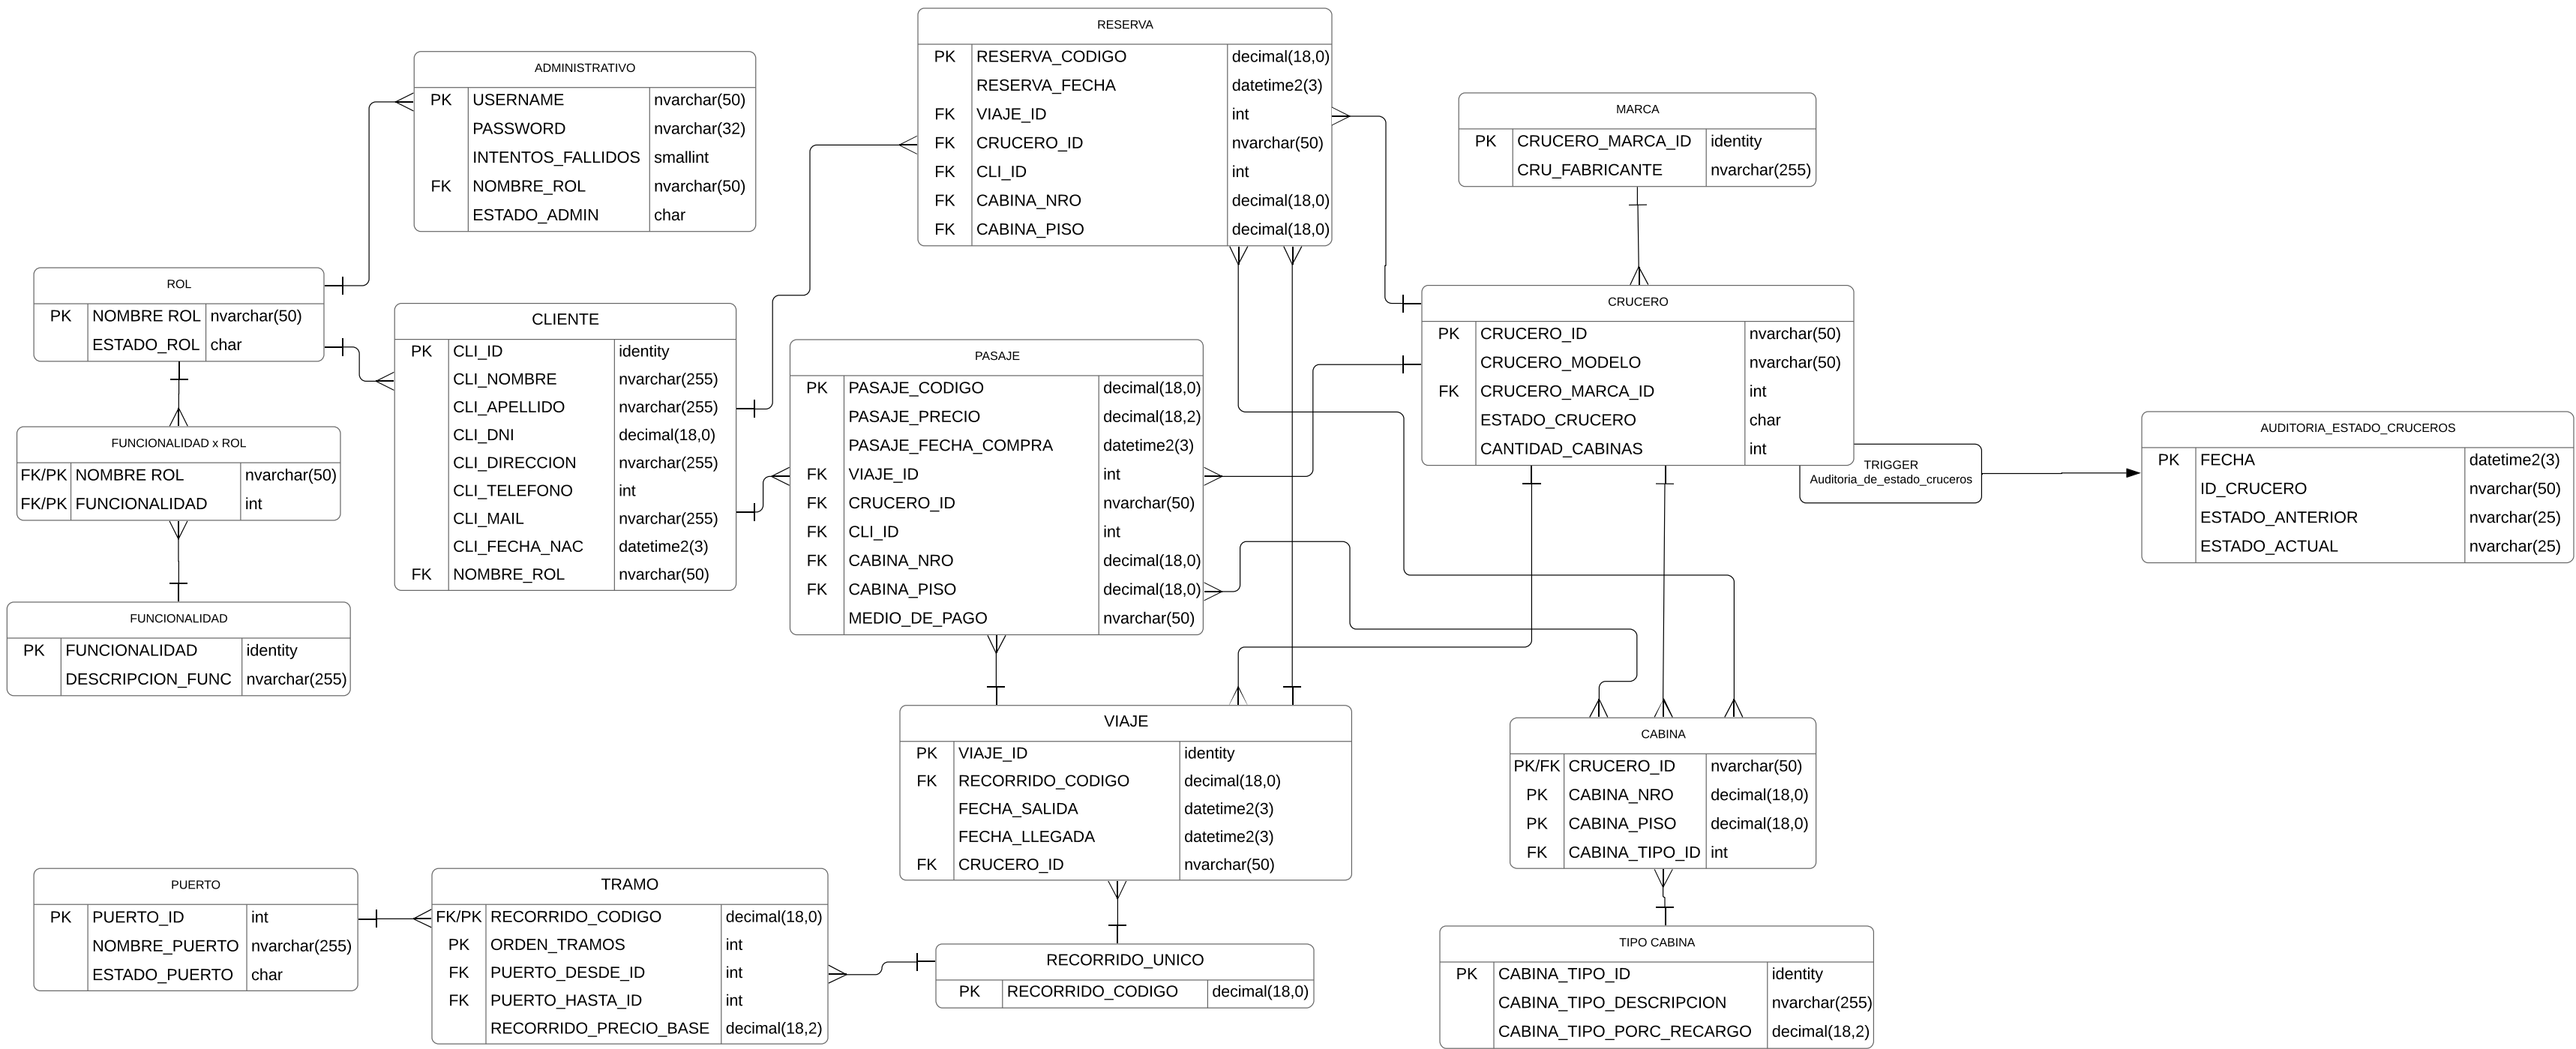 RESERVA
PK RESERVA_CODIGO decimal(18,0)
RESERVA_FECHA datetime2(3)
FK VIAJE_ID int
FK CRUCERO_ID nvarchar(50)
FK CLI_ID int
FK CABINA_NRO decimal(18,0)
FK CABINA_PISO decimal(18,0)
ADMINISTRATIVO
PK USERNAME nvarchar(50)
PASSWORD nvarchar(32)
INTENTOS_FALLIDOS smallint
FK NOMBRE_ROL nvarchar(50)
ESTADO_ADMIN char
MARCA
PK CRUCERO_MARCA_ID identity
CRU_FABRICANTE nvarchar(255)
ROL
PK NOMBRE ROL nvarchar(50)
ESTADO_ROL char
CLIENTE
PK CLI_ID identity
CLI_NOMBRE nvarchar(255)
CLI_APELLIDO nvarchar(255)
CLI_DNI decimal(18,0)
CLI_DIRECCION nvarchar(255)
CLI_TELEFONO int
CLI_MAIL nvarchar(255)
CLI_FECHA_NAC datetime2(3)
FK NOMBRE_ROL nvarchar(50)
PASAJE
PK PASAJE_CODIGO decimal(18,0)
PASAJE_PRECIO decimal(18,2)
PASAJE_FECHA_COMPRA datetime2(3)
FK VIAJE_ID int
FK CRUCERO_ID nvarchar(50)
FK CLI_ID int
FK CABINA_NRO decimal(18,0)
FK CABINA_PISO decimal(18,0)
MEDIO_DE_PAGO nvarchar(50)
CRUCERO
PK CRUCERO_ID nvarchar(50)
CRUCERO_MODELO nvarchar(50)
FK CRUCERO_MARCA_ID int
ESTADO_CRUCERO char
CANTIDAD_CABINAS int
TRIGGER
Auditoria_de_estado_cruceros
AUDITORIA_ESTADO_CRUCEROS
PK FECHA datetime2(3)
ID_CRUCERO nvarchar(50)
ESTADO_ANTERIOR nvarchar(25)
ESTADO_ACTUAL nvarchar(25)
FUNCIONALIDAD x ROL
FK/PK NOMBRE ROL nvarchar(50)
FK/PK FUNCIONALIDAD int
FUNCIONALIDAD
PK FUNCIONALIDAD identity
DESCRIPCION_FUNC nvarchar(255)
VIAJE
PK VIAJE_ID identity
FK RECORRIDO_CODIGO decimal(18,0)
FECHA_SALIDA datetime2(3)
FECHA_LLEGADA datetime2(3)
FK CRUCERO_ID nvarchar(50)
CABINA
PK/FK CRUCERO_ID nvarchar(50)
PK CABINA_NRO decimal(18,0)
PK CABINA_PISO decimal(18,0)
FK CABINA_TIPO_ID int
PUERTO
PK PUERTO_ID int
NOMBRE_PUERTO nvarchar(255)
ESTADO_PUERTO char
TRAMO
FK/PK RECORRIDO_CODIGO decimal(18,0)
PK ORDEN_TRAMOS int
FK PUERTO_DESDE_ID int
FK PUERTO_HASTA_ID int
RECORRIDO_PRECIO_BASE decimal(18,2)
RECORRIDO_UNICO
PK RECORRIDO_CODIGO decimal(18,0)
TIPO CABINA
PK CABINA_TIPO_ID identity
CABINA_TIPO_DESCRIPCION nvarchar(255)
CABINA_TIPO_PORC_RECARGO decimal(18,2)